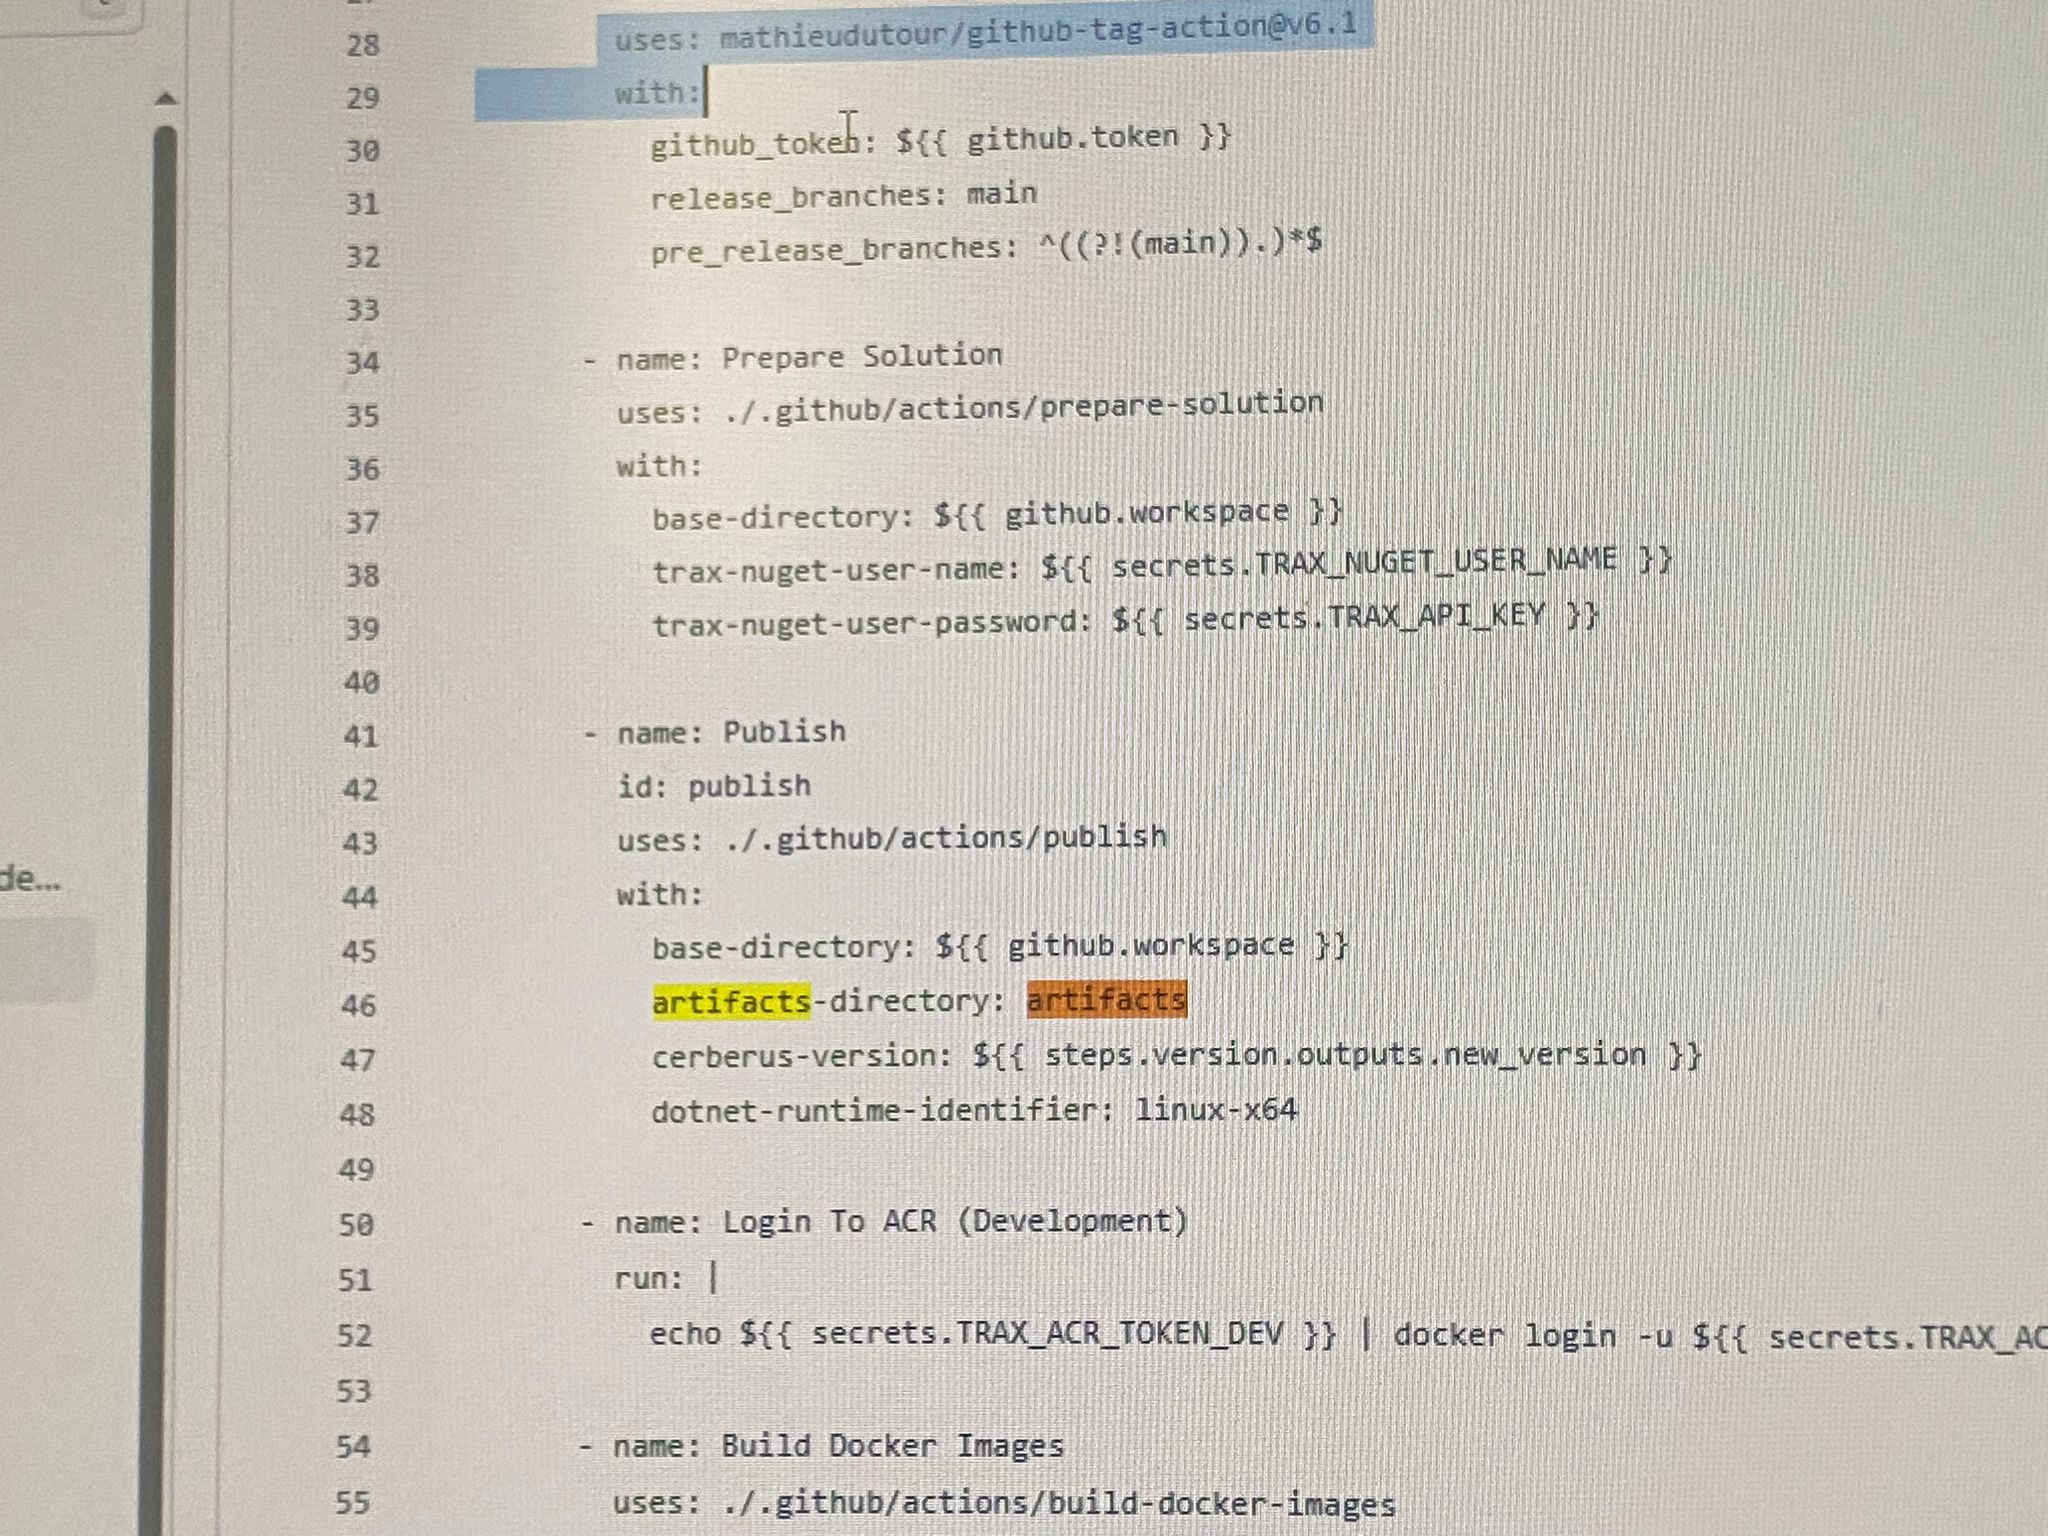 28 uses: mathieudutour/github-tag-action@v6.1
29 with:
30 github_token: ${{ github.token }}
31 release_branches: main
32 pre_release_branches: ^((?!(main)).)*$
33
34 - name: Prepare Solution
35 uses: ./.github/actions/prepare-solution
36 with:
37 base-directory: ${{ github.workspace }}
38 trax-nuget-user-name: ${{ secrets.TRAX_NUGET_USER_NAME }}
39 trax-nuget-user-password: ${{ secrets.TRAX_API_KEY }}
40
41 - name: Publish
42 id: publish
43 uses: ./.github/actions/publish
de...
44 with:
45 base-directory: ${{ github.workspace }}
46 artifacts-directory: artifacts
47 cerberus-version: ${{ steps.version.outputs.new_version }}
48 dotnet-runtime-identifier: linux-x64
49
50 - name: Login To ACR (Development)
51 run: |
52 echo ${{ secrets.TRAX_ACR_TOKEN_DEV }} | docker login -u ${{ secrets.TRAX_AC
53
54 - name: Build Docker Images
55 uses: ./.github/actions/build-docker-images